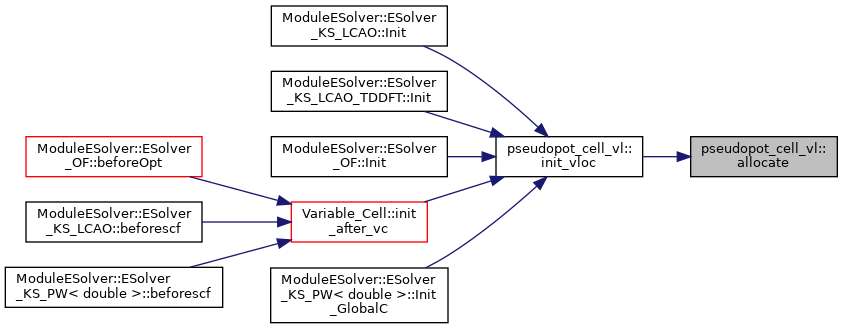 ModuleESolver::ESolver
_KS_LCAO::Init
ModuleESolver::ESolver
_KS_LCAO_TDDFT::Init
ModuleESolver::ESolver
_OF::beforeOpt
ModuleESolver::ESolver
_OF::Init
pseudopot_cell_vl::
init_vloc
pseudopot_cell_vl::
allocate
ModuleESolver::ESolver
_KS_LCAO::beforescf
Variable_Cell::init
_after_vc
ModuleESolver::ESolver
_KS_PW< double >::beforescf
ModuleESolver::ESolver
_KS_PW< double >::Init
_GlobalC